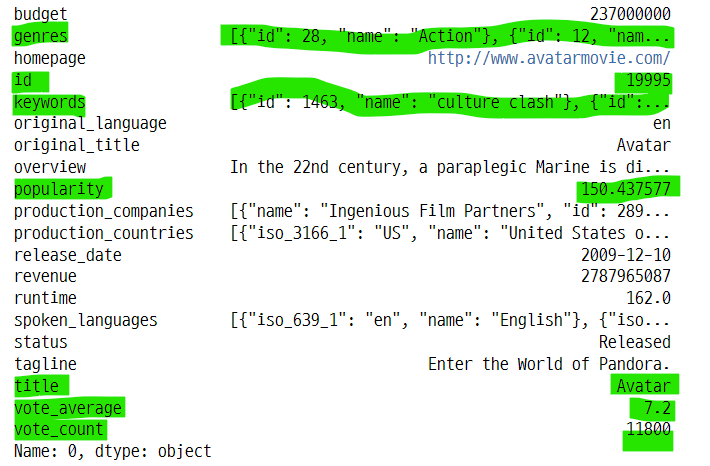 budget 237000000
genres [{"id": 28, "name": "Action"}, {"id": 12, "nam...
homepage http://www.avatarmovie.com/
id 19995
keywords [{"id": 1463, "name": "culture clash"}, {"id":...
original_language en
original_title Avatar
overview In the 22nd century, a paraplegic Marine is di...
popularity 150.437577
production_companies [{"name": "Ingenious Film Partners", "id": 289...
production_countries [{"iso_3166_1": "US", "name": "United States o...
release_date 2009-12-10
revenue 2787965087
runtime 162.0
spoken_languages [{"iso_639_1": "en", "name": "English"}, {"iso...
status Released
tagline Enter the World of Pandora.
title Avatar
vote_average 7.2
vote_count 11800
Name: 0, dtype: object